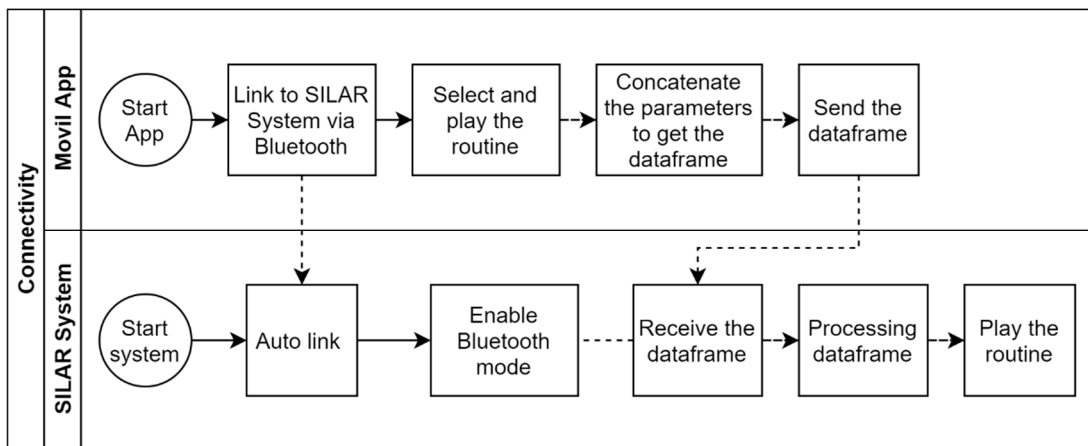 Connectivity
Movil App
Start
App
Link to SILAR
System via
Bluetooth
Select and
play the
routine
Concatenate
the parameters
to get the
dataframe
Send the
dataframe
SILAR System
Start
system
Auto link
Enable
Bluetooth
mode
Receive the
dataframe
Processing
dataframe
Play the
routine